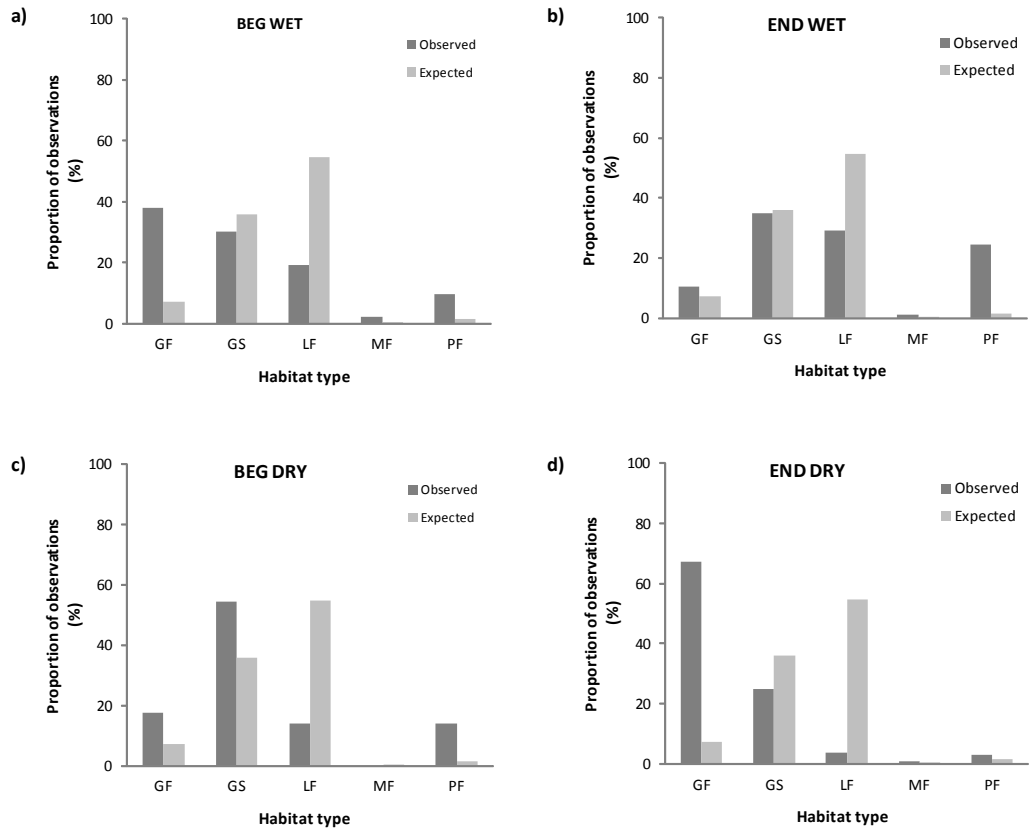 a)
BEG WET
Observed
Expected
Proportion of observations
(%)
100
80
60
40
20
0
GF GS LF MF PF
Habitat type
b)
END WET
Observed
Expected
Proportion of observations
(%)
100
80
60
40
20
0
GF GS LF MF PF
Habitat type
c)
BEG DRY
Observed
Expected
Proportion of observations
(%)
100
80
60
40
20
0
GF GS LF MF PF
Habitat type
d)
END DRY
Observed
Expected
Proportion of observations
(%)
100
80
60
40
20
0
GF GS LF MF PF
Habitat type